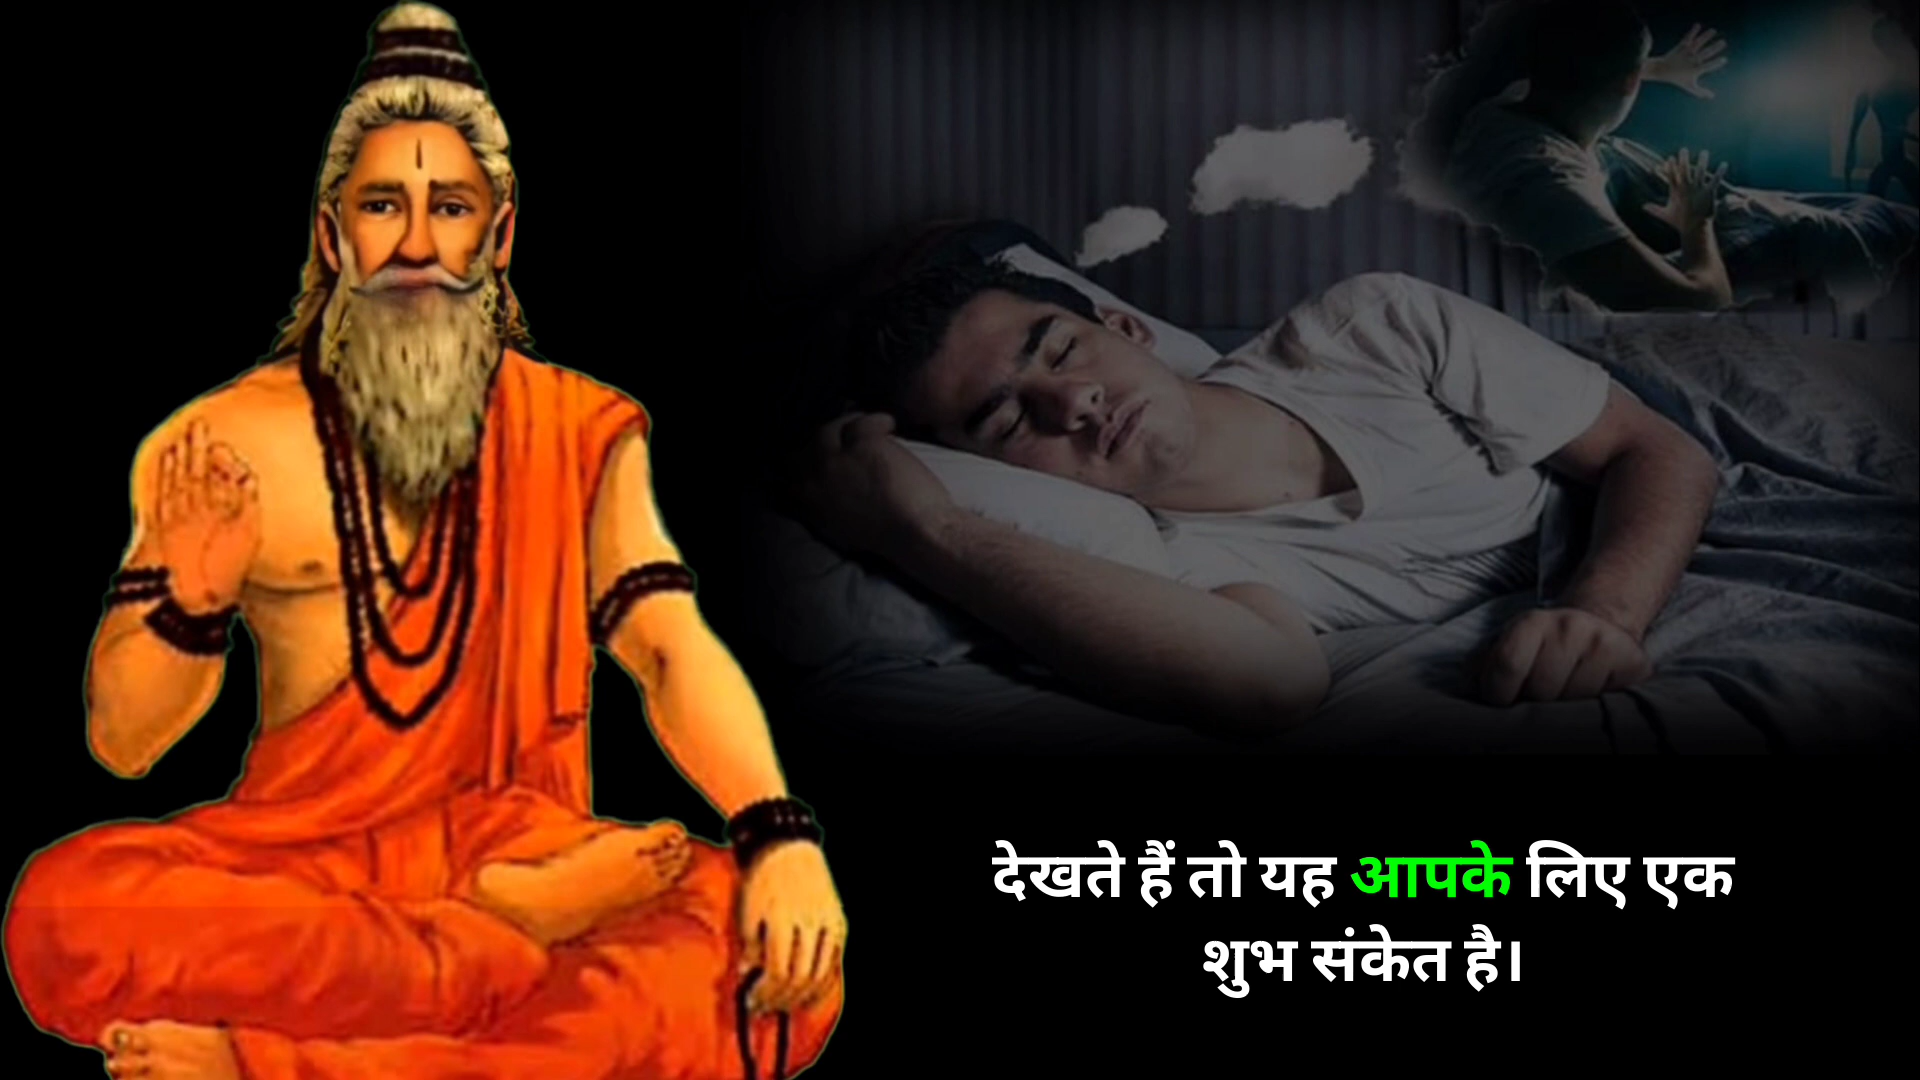 देखते हैं तो यह आपके लिए एक
शुभ संकेत है।